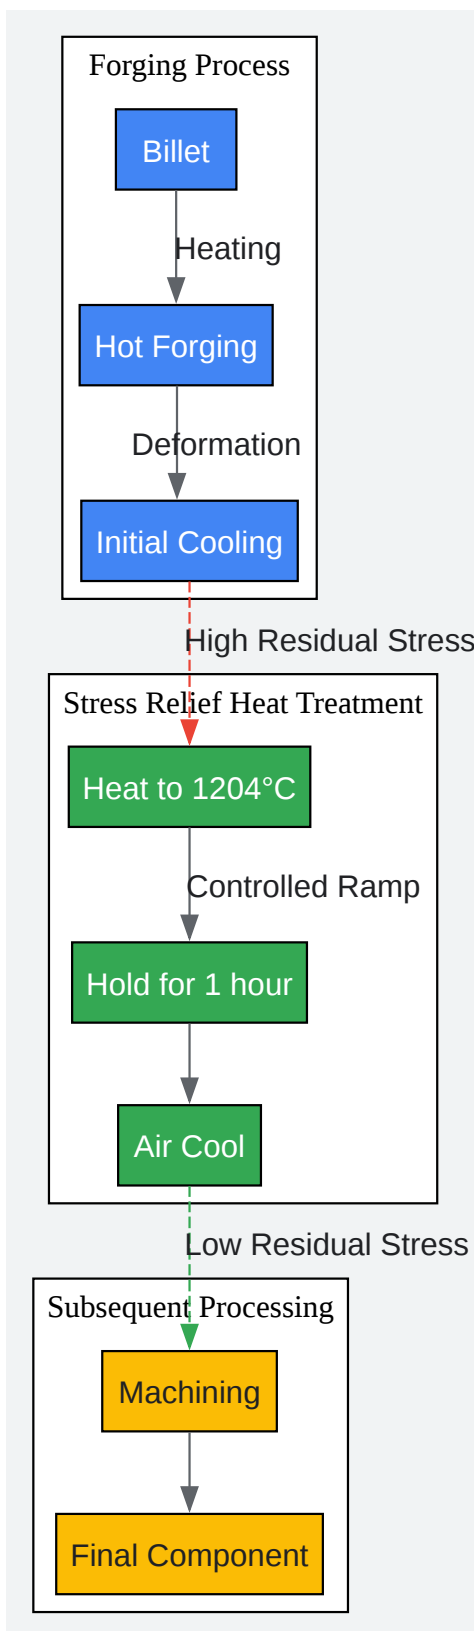 Forging Process
Billet
Heating
Hot Forging
Deformation
Initial Cooling
High Residual Stress
Stress Relief Heat Treatment
Heat to 1204°C
Controlled Ramp
Hold for 1 hour
Air Cool
Low Residual Stress
Subsequent Processing
Machining
Final Component